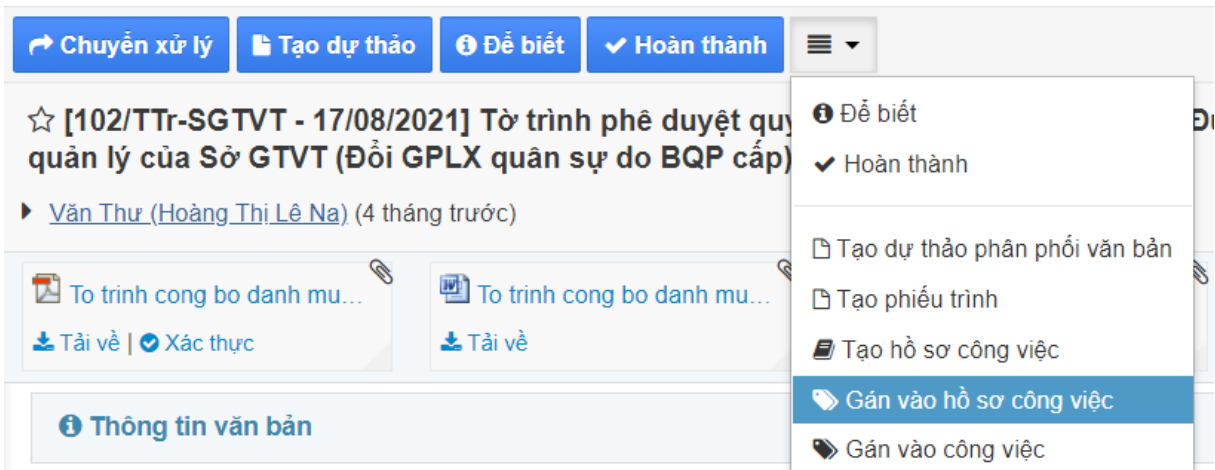 Chuyển xử lý Tạo dự thảo Để biết Hoàn thành
☆ [102/TTr-SGTVT - 17/08/2021] Tờ trình phê duyệt
quản lý của Sở GTVT (Đổi GPLX quân sự do BQP cấp)
Văn Thư (Hoàng Thị Lê Na) (4 tháng trước)
To trinh cong bo danh mu...
Tải về | Xác thực
To trinh cong bo danh mu...
Tải về
Thông tin văn bản
Để biết
Hoàn thành
Tạo dự thảo phân phối văn bản
Tạo phiếu trình
Tạo hồ sơ công việc
Gán vào hồ sơ công việc
Gán vào công việc